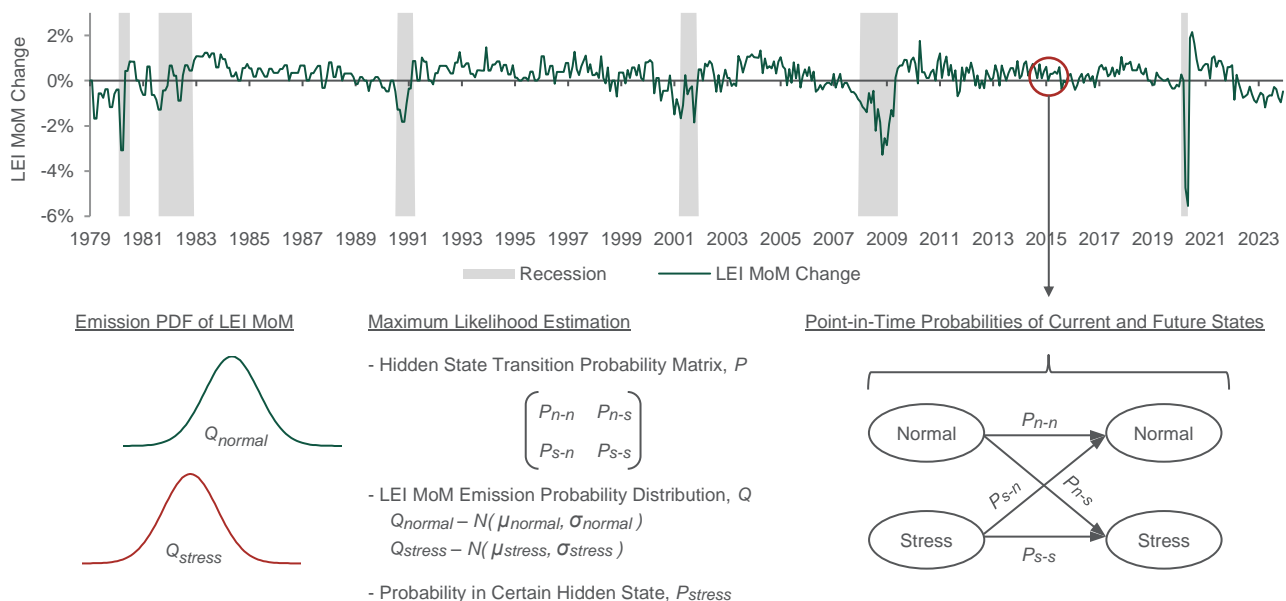 LEI MoM Change
2%
0%
-2%
-4%
-6%
1979 1981 1983 1985 1987 1989 1991 1993 1995 1997 1999 2001 2003 2005 2007 2009 2011 2013 2015 2017 2019 2021 2023
Recession LEI MoM Change
Emission PDF of LEI MoM
Qnormal
Qstress
Maximum Likelihood Estimation
- Hidden State Transition Probability Matrix, P
Pn-n Pn-s
Ps-n Ps-s
- LEI MoM Emission Probability Distribution, Q
Qnormal – N( μnormal, σnormal )
Qstress – N( μstress, σstress )
- Probability in Certain Hidden State, Pstress
Point-in-Time Probabilities of Current and Future States
Normal Pn-n Normal
Ps-n Pn-s
Stress Ps-s Stress